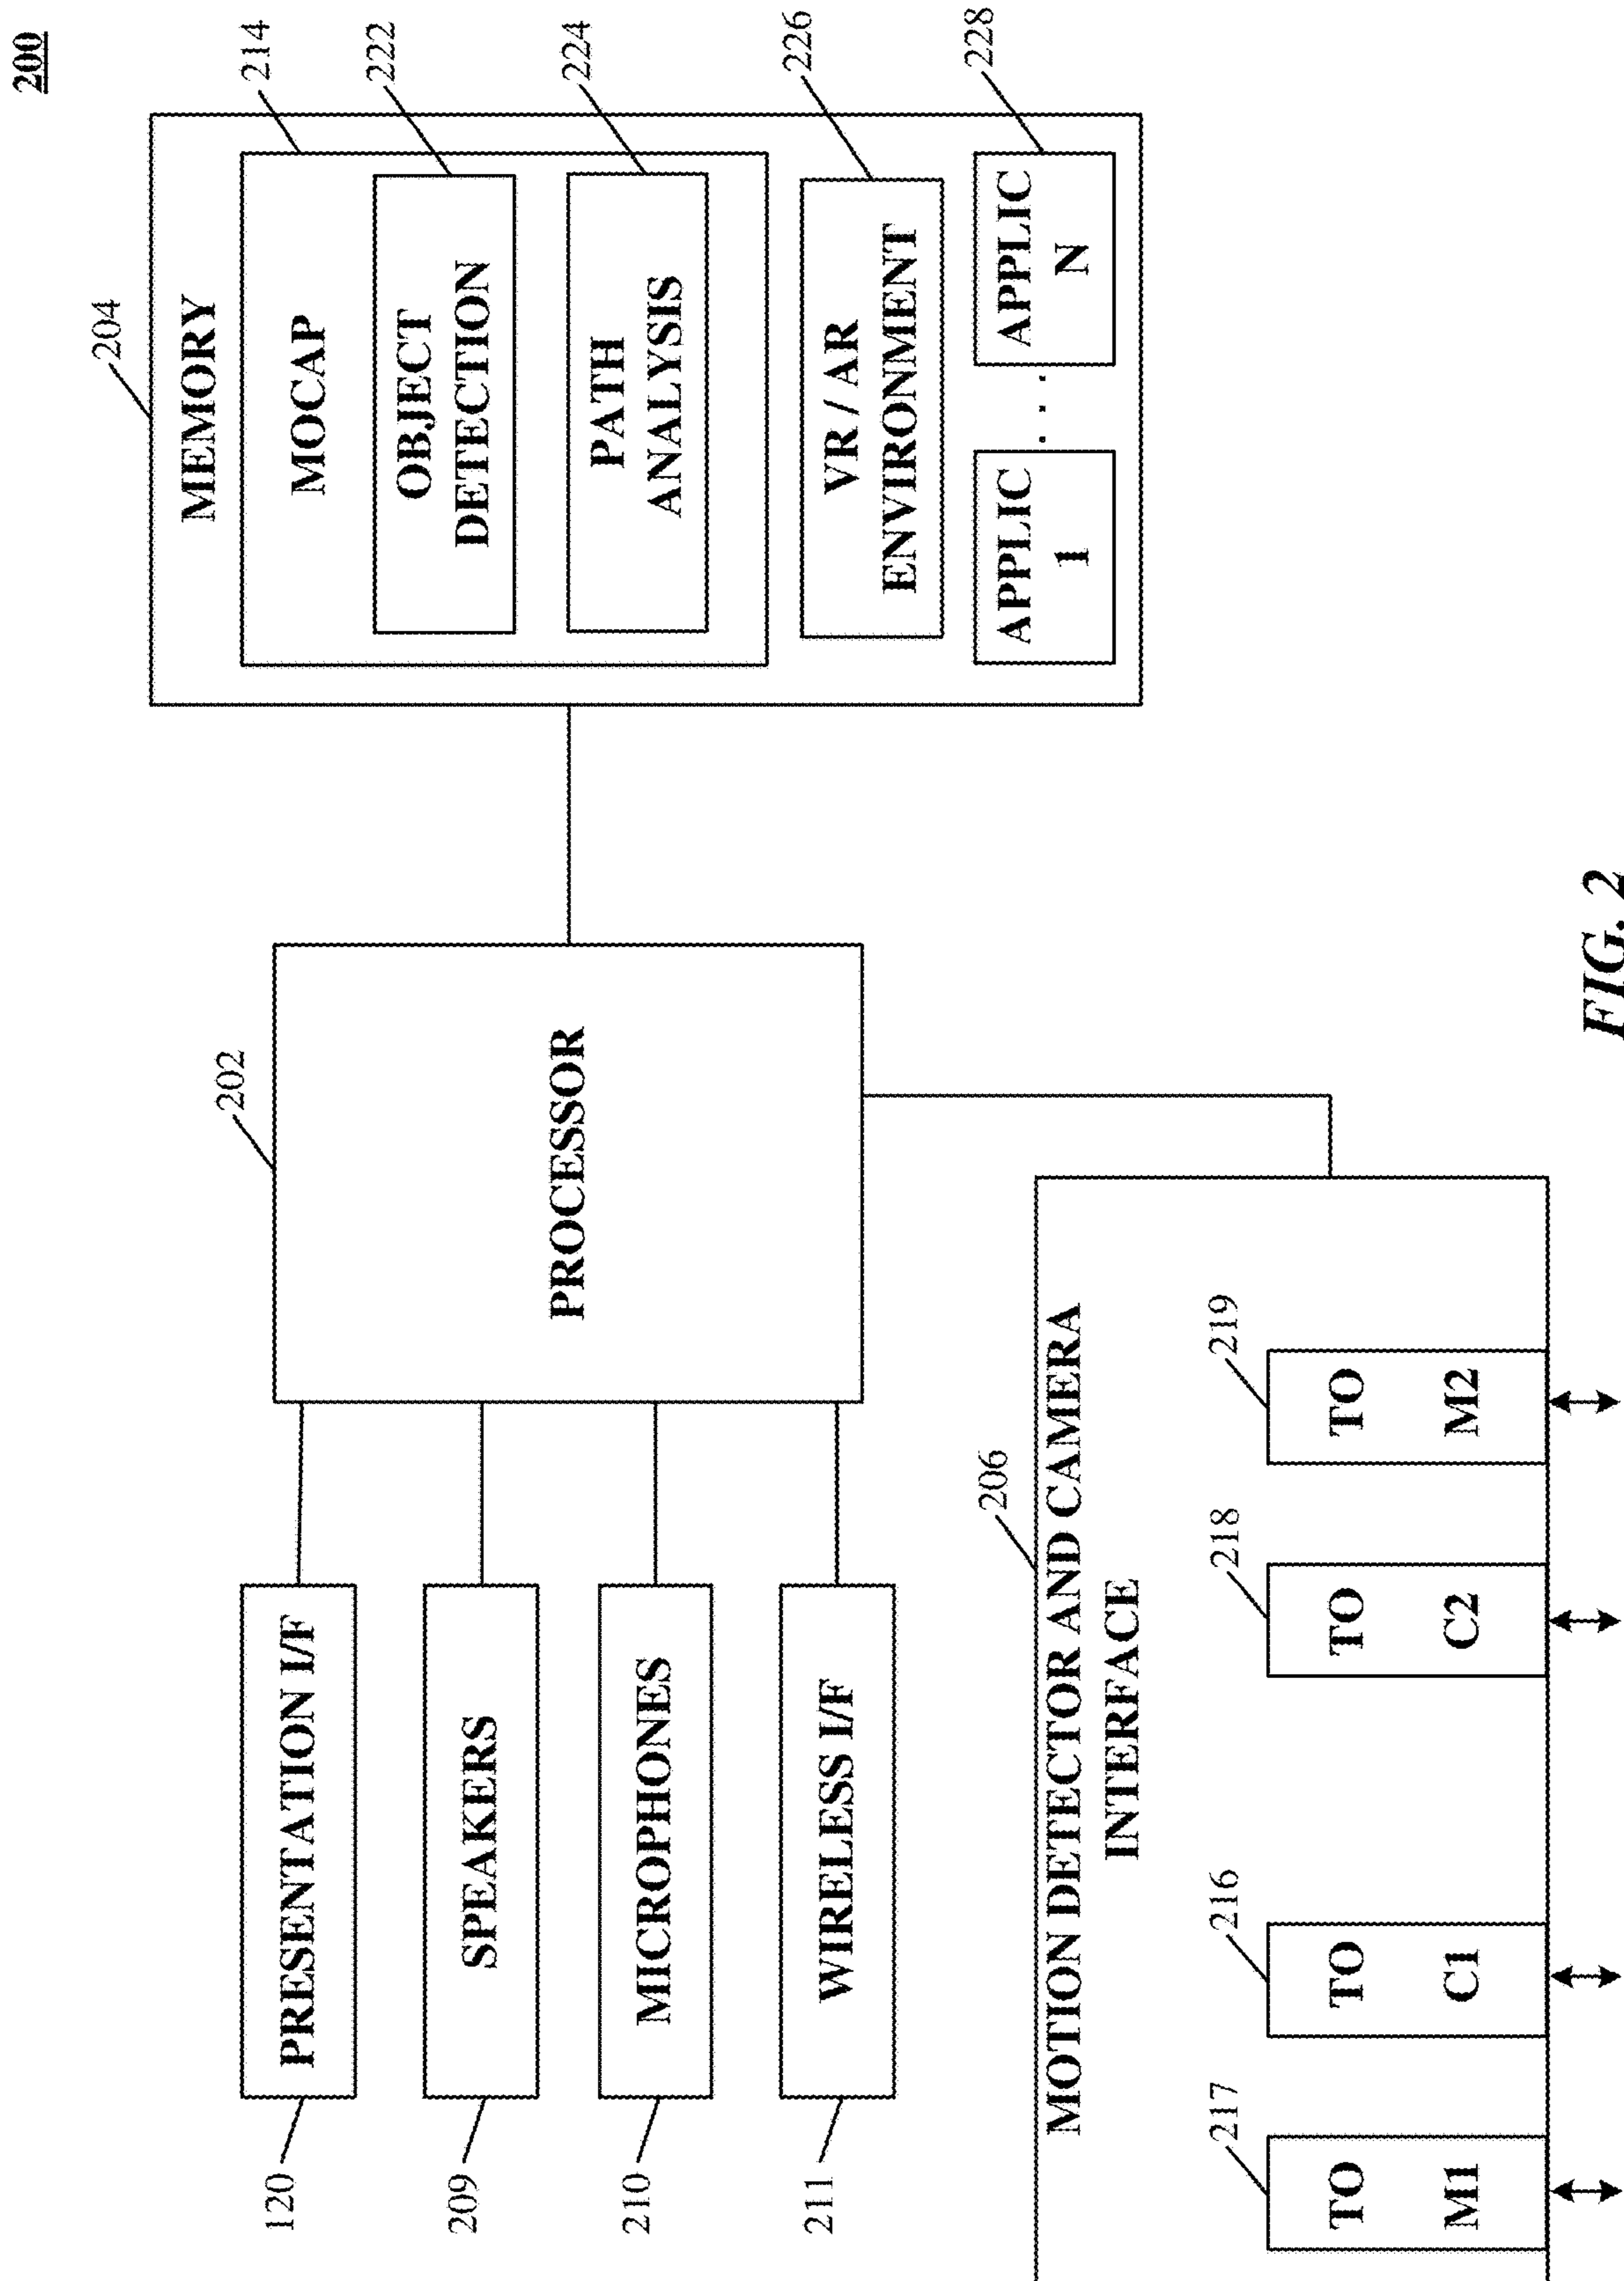 200
204
MEMORY
214
MOCAP
222
OBJECT
DETECTION
224
PATH
ANALYSIS
226
VR / AR
ENVIRONMENT
228
APPLIC
1
. . .
APPLIC
N
202
PROCESSOR
120
PRESENTATION I/F
209
SPEAKERS
210
MICROPHONES
211
WIRELESS I/F
206
MOTION DETECTOR AND CAMERA
INTERFACE
217
TO
M1
216
TO
C1
218
TO
C2
219
TO
M2
FIG. 2